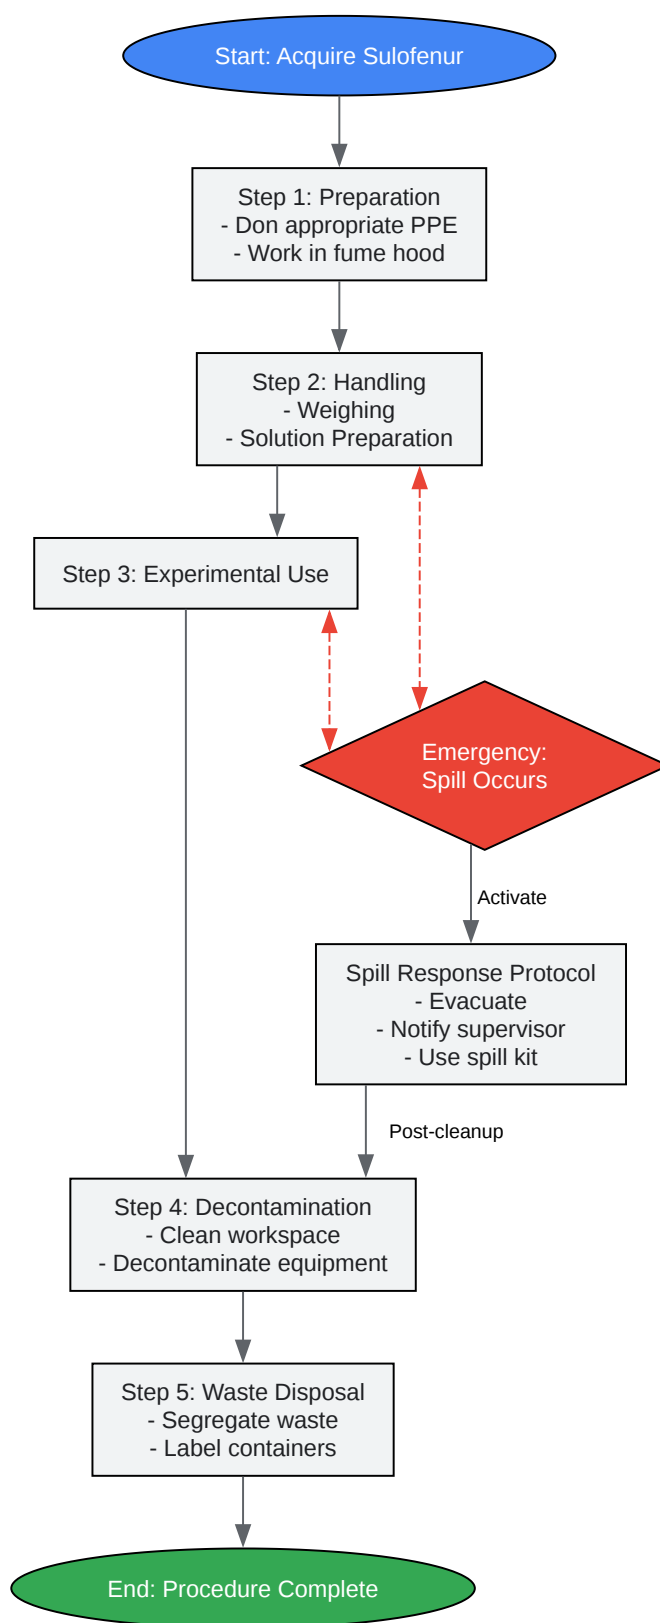 Start: Acquire Sulofenur
Step 1: Preparation
- Don appropriate PPE
- Work in fume hood
Step 2: Handling
- Weighing
- Solution Preparation
Step 3: Experimental Use
Emergency:
Spill Occurs
Activate
Spill Response Protocol
- Evacuate
- Notify supervisor
- Use spill kit
Post-cleanup
Step 4: Decontamination
- Clean workspace
- Decontaminate equipment
Step 5: Waste Disposal
- Segregate waste
- Label containers
End: Procedure Complete